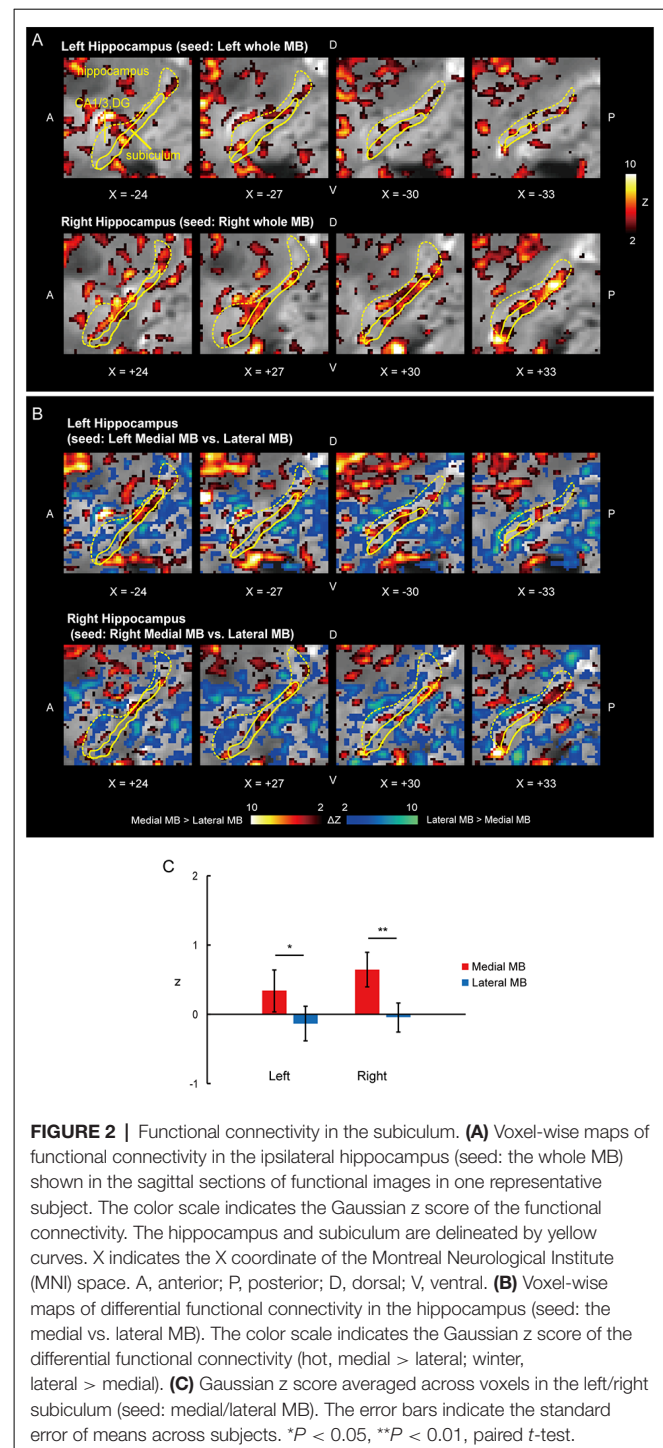 A
Left Hippocampus (seed: Left whole MB)
D
hippocampus
CA1/3,DG
subiculum
A
P
X = -24
X = -27
X = -30
X = -33
V
10
Z
2
Right Hippocampus (seed: Right whole MB)
D
A
P
X = +24
X = +27
X = +30
X = +33
V
B
Left Hippocampus
(seed: Left Medial MB vs. Lateral MB)
D
A
P
X = -24
X = -27
X = -30
X = -33
V
Right Hippocampus
(seed: Right Medial MB vs. Lateral MB)
D
A
P
X = +24
X = +27
X = +30
X = +33
V
Medial MB > Lateral MB 10 2 ΔZ 2 10 Lateral MB > Medial MB
C
2
1
0
-1
z
*
**
Medial MB
Lateral MB
Left Right
FIGURE 2 | Functional connectivity in the subiculum. (A) Voxel-wise maps of
functional connectivity in the ipsilateral hippocampus (seed: the whole MB)
shown in the sagittal sections of functional images in one representative
subject. The color scale indicates the Gaussian z score of the functional
connectivity. The hippocampus and subiculum are delineated by yellow
curves. X indicates the X coordinate of the Montreal Neurological Institute
(MNI) space. A, anterior; P, posterior; D, dorsal; V, ventral. (B) Voxel-wise
maps of differential functional connectivity in the hippocampus (seed: the
medial vs. lateral MB). The color scale indicates the Gaussian z score of the
differential functional connectivity (hot, medial > lateral; winter,
lateral > medial). (C) Gaussian z score averaged across voxels in the left/right
subiculum (seed: medial/lateral MB). The error bars indicate the standard
error of means across subjects. *P < 0.05, **P < 0.01, paired t-test.